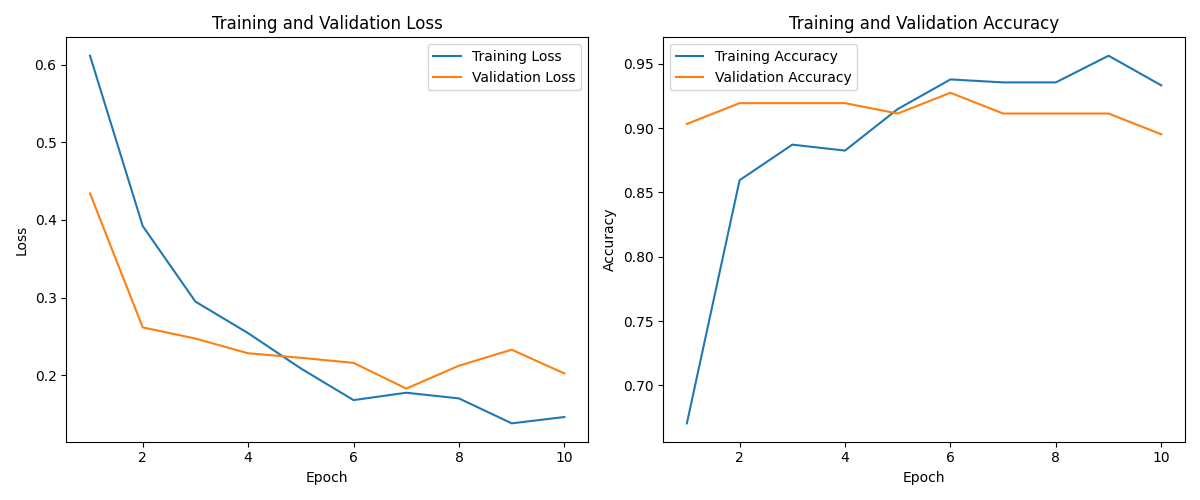 Training and Validation Loss
Training Loss
Validation Loss
0.6
0.5
0.4
0.3
0.2
Loss
2 4 6 8 10
Epoch
Training and Validation Accuracy
Training Accuracy
Validation Accuracy
0.95
0.90
0.85
0.80
0.75
0.70
Accuracy
2 4 6 8 10
Epoch